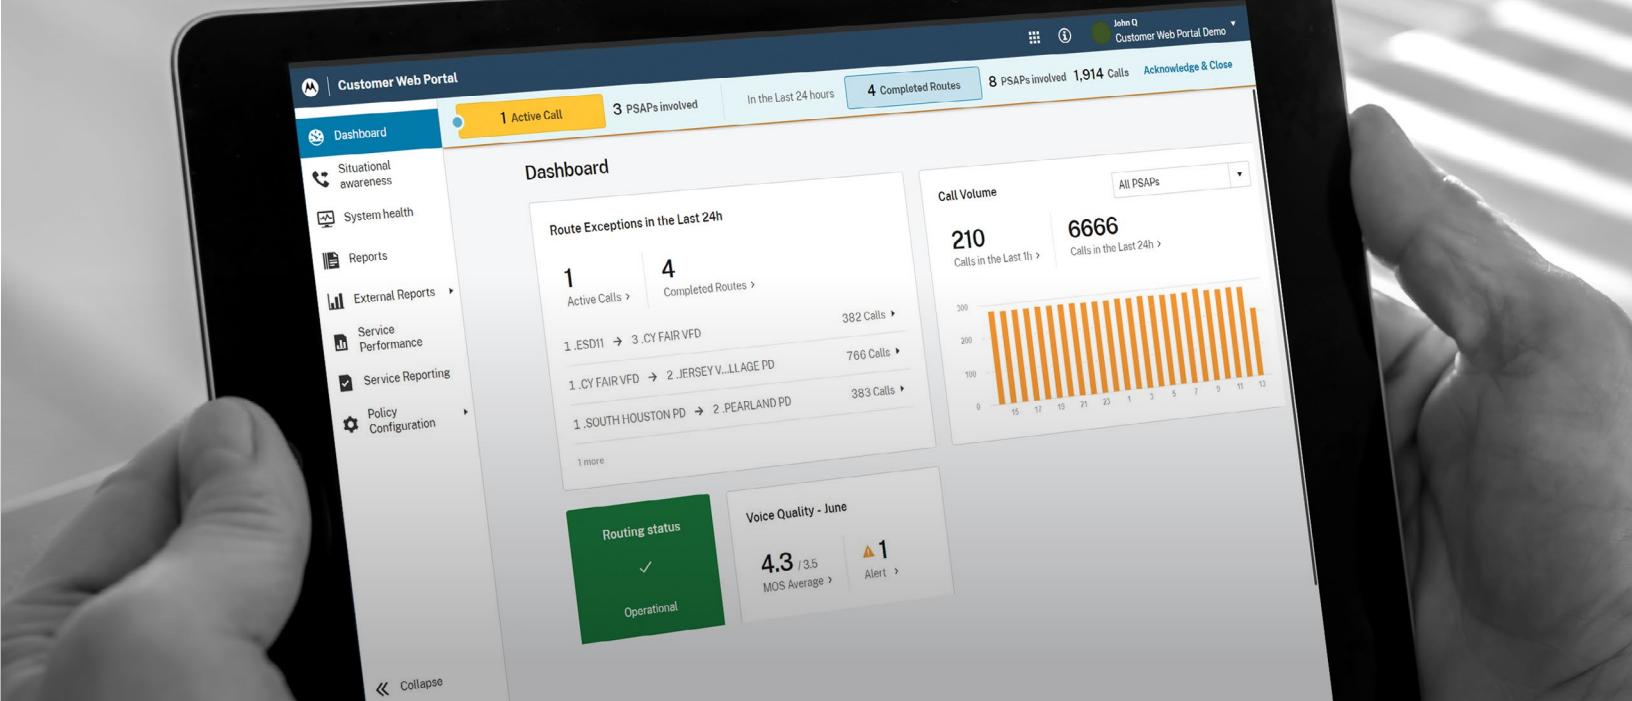 John Q
Customer Web Portal Demo
Customer Web Portal
1 Active Call
3 PSAPs involved
In the Last 24 hours
4 Completed Routes
8 PSAPs involved
1,914 Calls
Acknowledge & Close
Dashboard
Situational
awareness
System health
Reports
External Reports
Service
Performance
Service Reporting
Policy
Configuration
Collapse
Dashboard
Route Exceptions in the Last 24h
1
Active Calls >
4
Completed Routes >
1 .ESD11 → 3 .CY FAIR VFD
382 Calls
1 .CY FAIR VFD → 2 .JERSEY V...LLAGE PD
766 Calls
1 .SOUTH HOUSTON PD → 2 .PEARLAND PD
383 Calls
1 more
Call Volume
All PSAPs
210
Calls in the Last 1h >
6666
Calls in the Last 24h >
300
200
100
0
15 17 19 21 23 1 3 5 7 9 11 13
Routing status
Operational
Voice Quality - June
4.3 / 3.5
MOS Average >
1
Alert >